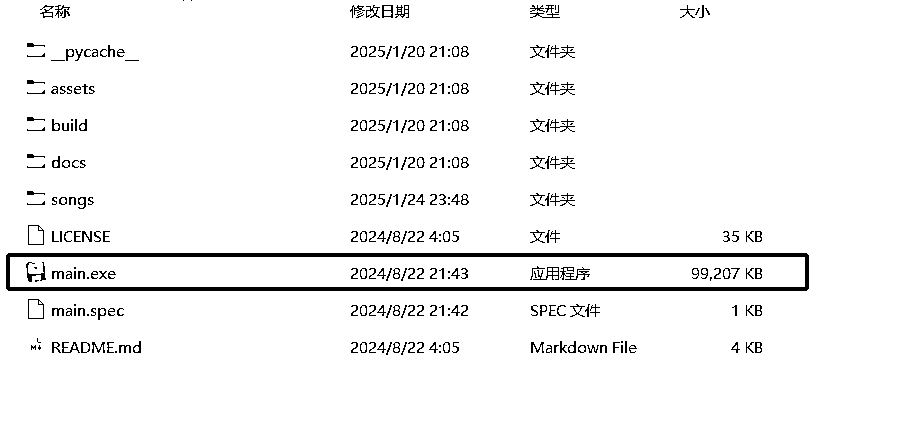 名称 修改日期 类型 大小
__pycache__ 2025/1/20 21:08 文件夹
assets 2025/1/20 21:08 文件夹
build 2025/1/20 21:08 文件夹
docs 2025/1/20 21:08 文件夹
songs 2025/1/24 23:48 文件夹
LICENSE 2024/8/22 4:05 文件 35 KB
main.exe 2024/8/22 21:43 应用程序 99,207 KB
main.spec 2024/8/22 21:42 SPEC 文件 1 KB
README.md 2024/8/22 4:05 Markdown File 4 KB